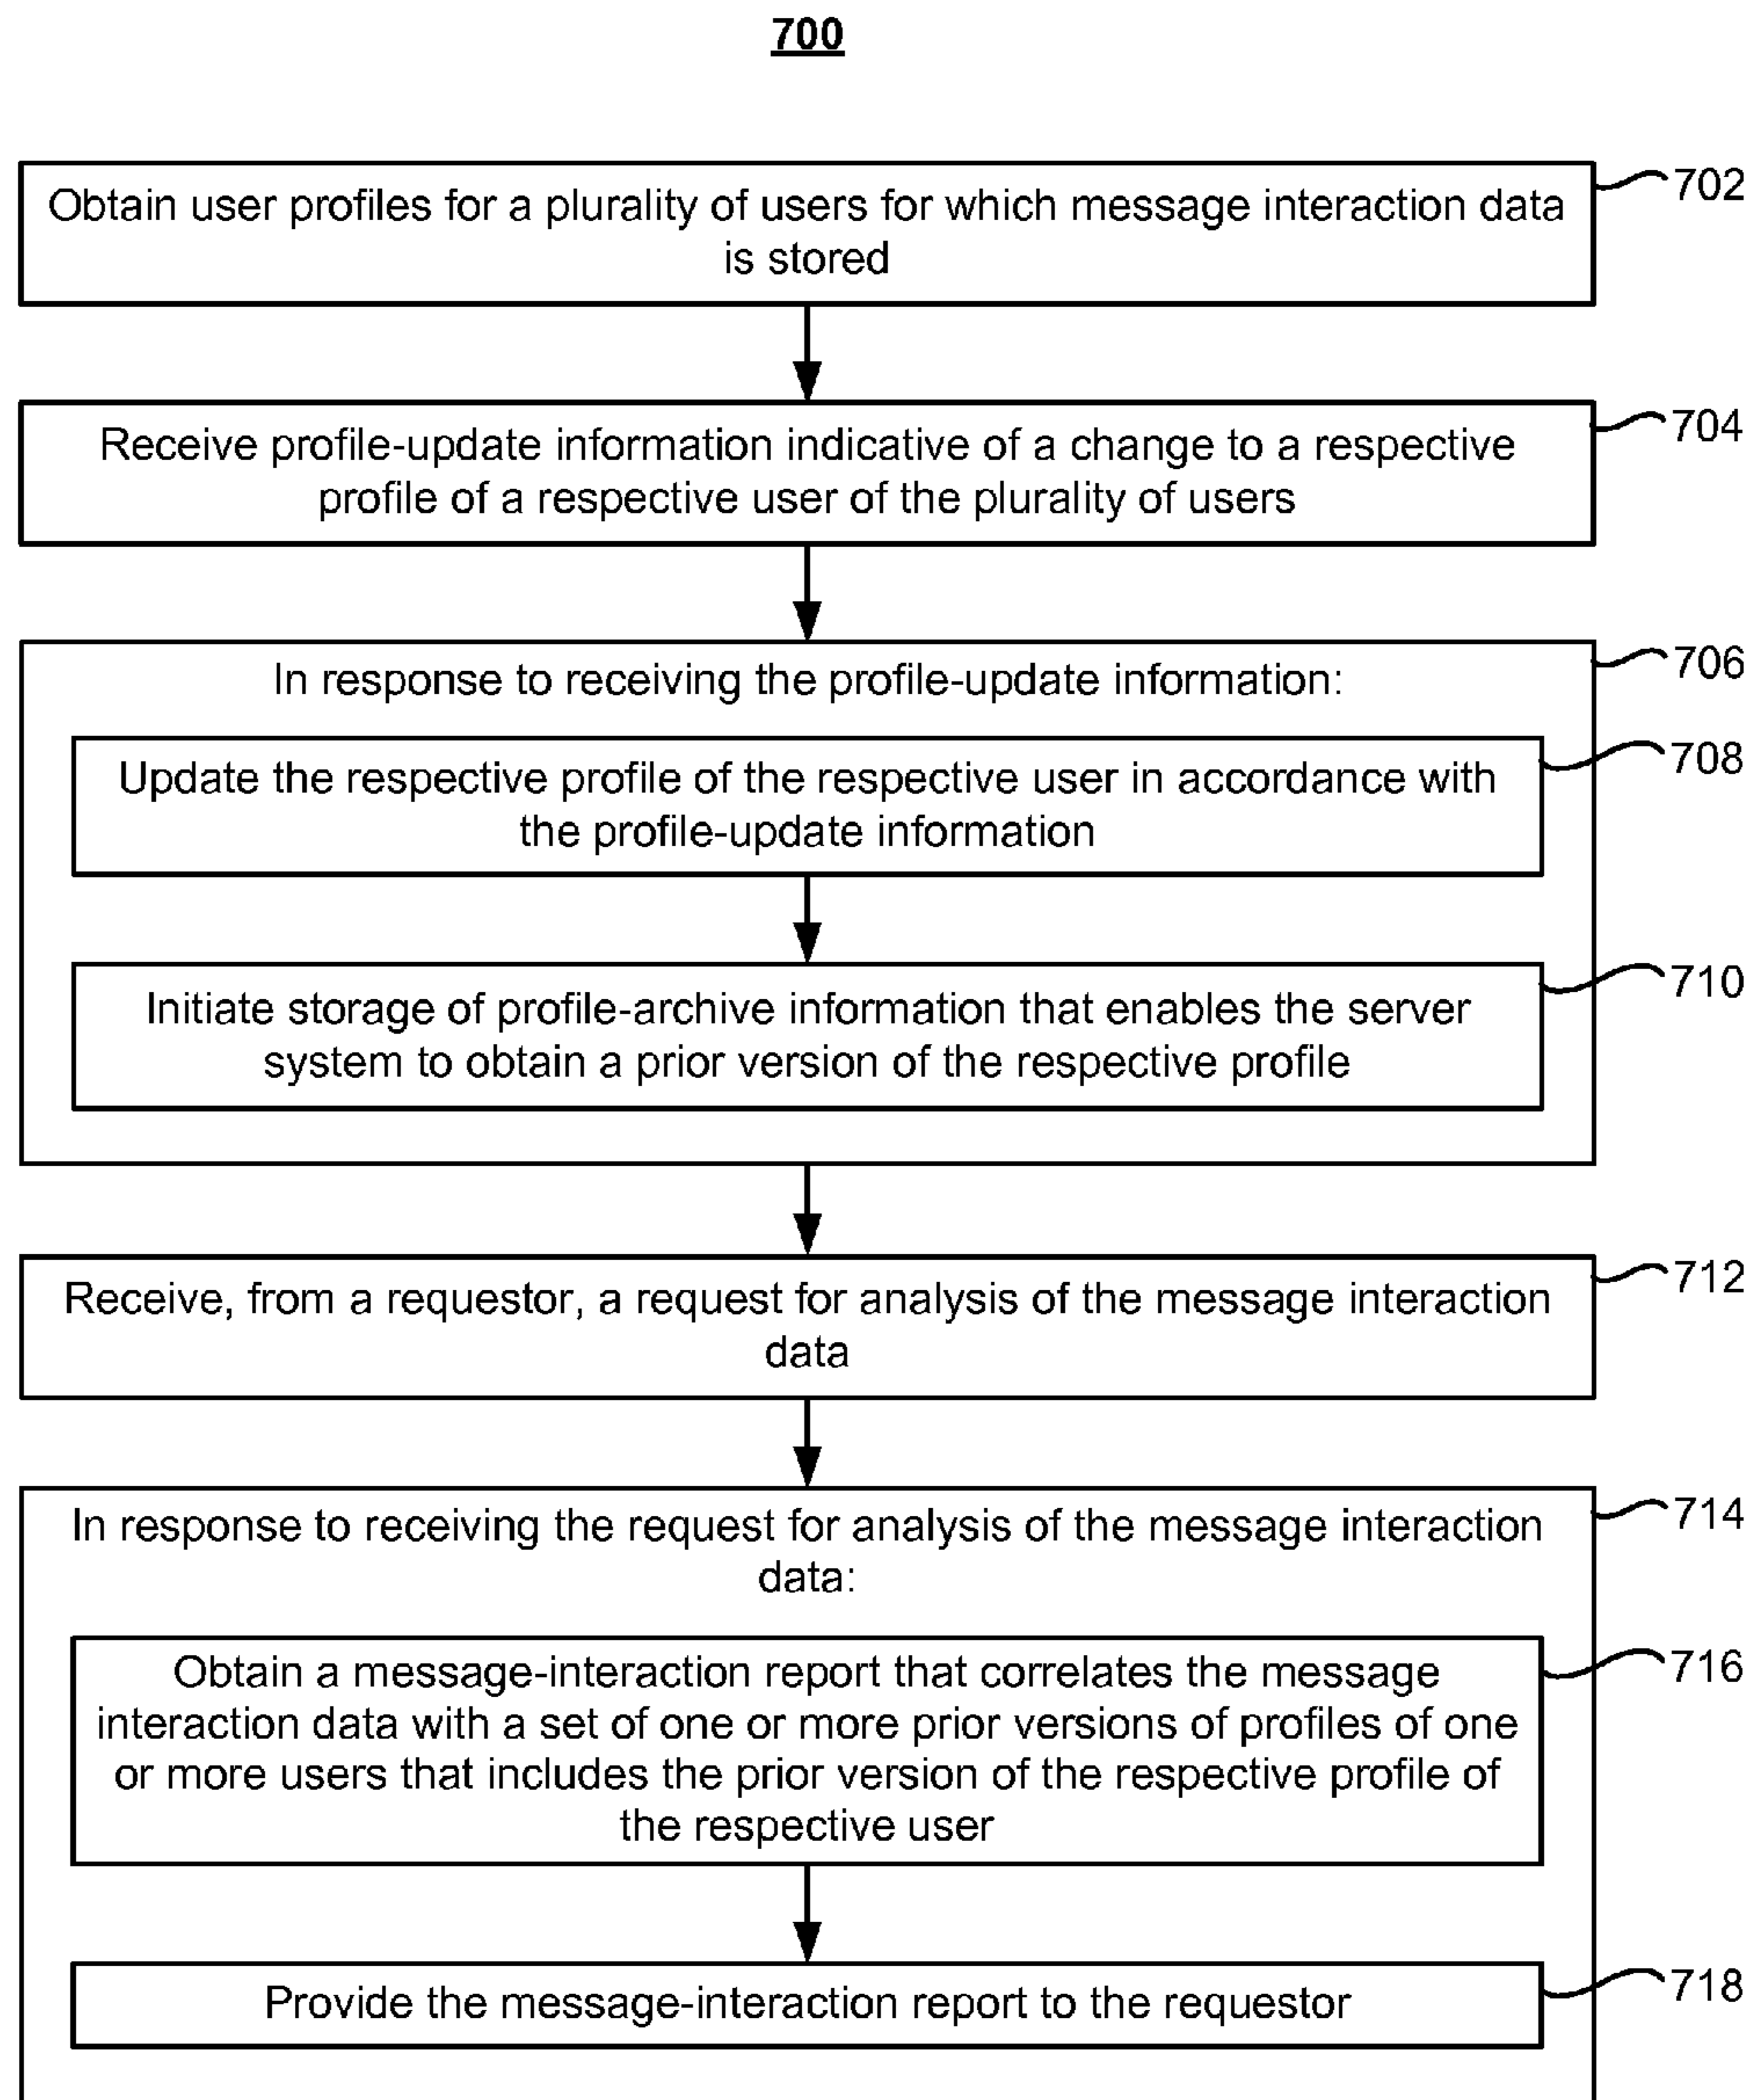 700
Obtain user profiles for a plurality of users for which message interaction data
is stored
702
Receive profile-update information indicative of a change to a respective
profile of a respective user of the plurality of users
704
In response to receiving the profile-update information:
706
Update the respective profile of the respective user in accordance with
the profile-update information
708
Initiate storage of profile-archive information that enables the server
system to obtain a prior version of the respective profile
710
Receive, from a requestor, a request for analysis of the message interaction
data
712
In response to receiving the request for analysis of the message interaction
data:
714
Obtain a message-interaction report that correlates the message
interaction data with a set of one or more prior versions of profiles of one
or more users that includes the prior version of the respective profile of
the respective user
716
Provide the message-interaction report to the requestor
718